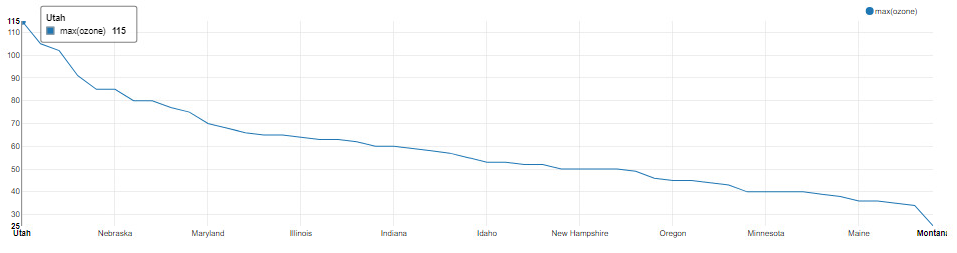 max(ozone)
Utah
max(ozone) 115
115
110
100
90
80
70
60
50
40
30
25
Utah Nebraska Maryland Illinois Indiana Idaho New Hampshire Oregon Minnesota Maine Montana